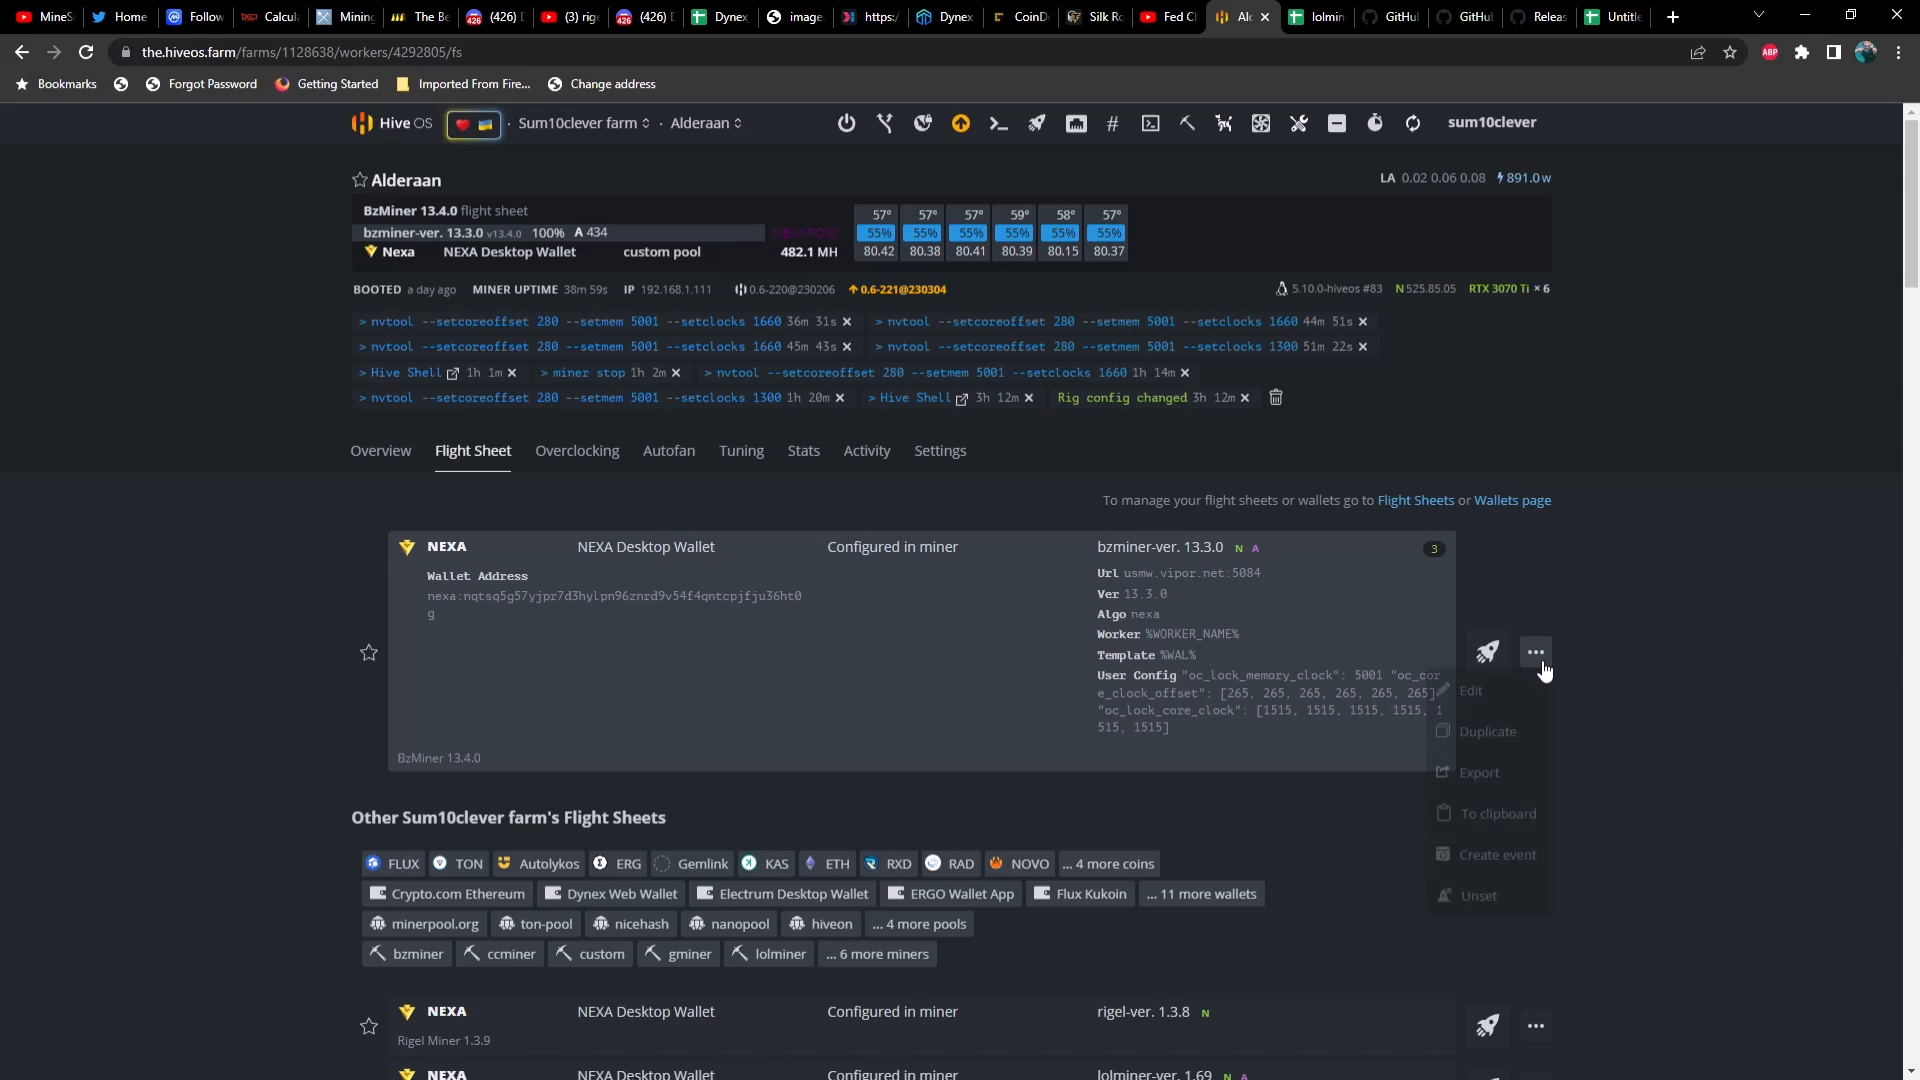 MineS
Home
Follow
Calcul
Mining
The Be
(426) [
(3) rig
(426) [
Dynex
image
https:/
Dynex
CoinD
Silk Ro
Fed Cl
Al
lolmin
GitHul
GitHul
Releas
Untitle
the.hiveos.farm/farms/1128638/workers/4292805/fs
ABP
Bookmarks
Forgot Password
Getting Started
Imported From Fire...
Change address
Hive OS
· Sum10clever farm
· Alderaan
sum10clever
Alderaan
LA 0.02 0.06 0.08 891.0 w
BzMiner 13.4.0 flight sheet
bzminer-ver. 13.3.0 v13.4.0 100% A 434 NEXAPOW
Nexa NEXA Desktop Wallet custom pool 482.1 MH
57° 57° 57° 59° 58° 57°
55% 55% 55% 55% 55% 55%
80.42 80.38 80.41 80.39 80.15 80.37
BOOTED a day ago MINER UPTIME 38m 59s IP 192.168.1.111 0.6-220@230206 0.6-221@230304
5.10.0-hiveos #83 N 525.85.05 RTX 3070 Ti × 6
> nvtool --setcoreoffset 280 --setmem 5001 --setclocks 1660 36m 31s × > nvtool --setcoreoffset 280 --setmem 5001 --setclocks 1660 44m 51s ×
> nvtool --setcoreoffset 280 --setmem 5001 --setclocks 1660 45m 43s × > nvtool --setcoreoffset 280 --setmem 5001 --setclocks 1300 51m 22s ×
> Hive Shell 1h 1m × > miner stop 1h 2m × > nvtool --setcoreoffset 280 --setmem 5001 --setclocks 1660 1h 14m ×
> nvtool --setcoreoffset 280 --setmem 5001 --setclocks 1300 1h 20m × > Hive Shell 3h 12m × Rig config changed 3h 12m ×
Overview Flight Sheet Overclocking Autofan Tuning Stats Activity Settings
To manage your flight sheets or wallets go to Flight Sheets or Wallets page
NEXA NEXA Desktop Wallet Configured in miner bzminer-ver. 13.3.0 N A 3
Wallet Address
nexa:nqtsq5g57yjpr7d3hylpn96znrd9v54f4qntcpjfju36ht0
g
Url usmw.vipor.net:5084
Ver 13.3.0
Algo nexa
Worker %WORKER_NAME%
Template %WAL%
User Config "oc_lock_memory_clock": 5001 "oc_cor
e_clock_offset": [265, 265, 265, 265, 265, 265]
"oc_lock_core_clock": [1515, 1515, 1515, 1515, 1
515, 1515]
BzMiner 13.4.0
Edit
Duplicate
Export
To clipboard
Create event
Unset
Other Sum10clever farm's Flight Sheets
FLUX TON Autolykos ERG Gemlink KAS ETH RXD RAD NOVO ... 4 more coins
Crypto.com Ethereum Dynex Web Wallet Electrum Desktop Wallet ERGO Wallet App Flux Kukoin ... 11 more wallets
minerpool.org ton-pool nicehash nanopool hiveon ... 4 more pools
bzminer ccminer custom gminer lolminer ... 6 more miners
NEXA NEXA Desktop Wallet Configured in miner rigel-ver. 1.3.8 N
Rigel Miner 1.3.9
NEXA NEXA Desktop Wallet Configured in miner lolminer-ver. 1.69 N A